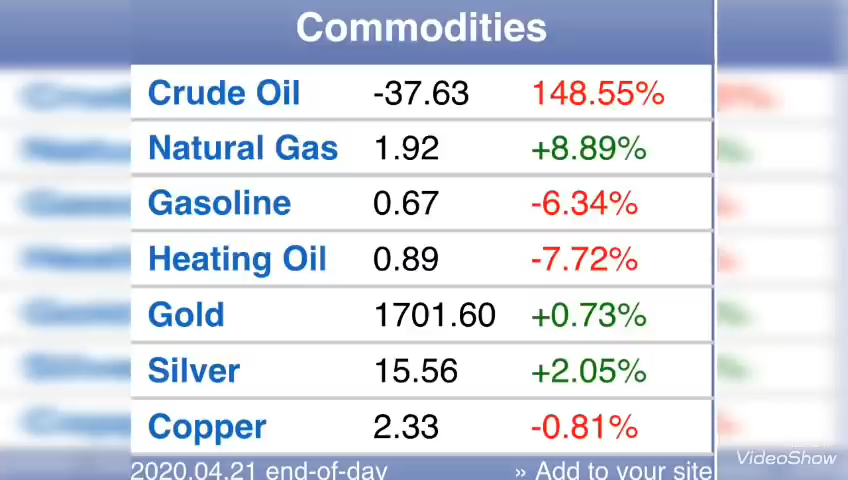 Commodities
Crude Oil -37.63 148.55%
Natural Gas 1.92 +8.89%
Gasoline 0.67 -6.34%
Heating Oil 0.89 -7.72%
Gold 1701.60 +0.73%
Silver 15.56 +2.05%
Copper 2.33 -0.81%
2020.04.21 end-of-day » Add to your site
VideoShow